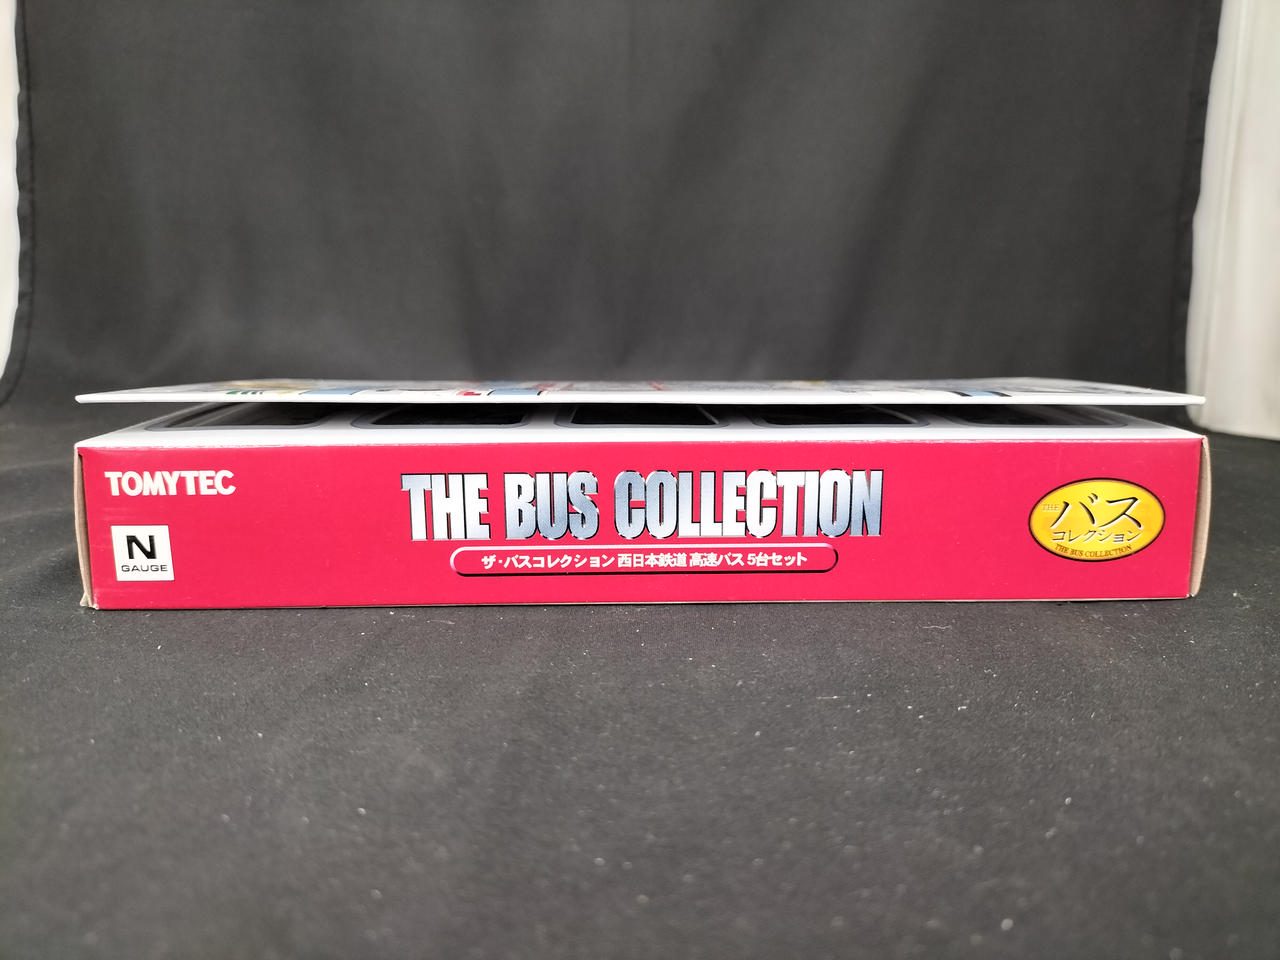 TOMYTEC
N
GAUGE
THE BUS COLLECTION
ザ・バスコレクション 西日本鉄道 高速バス 5台セット
THE
バス
コレクション
THE BUS COLLECTION